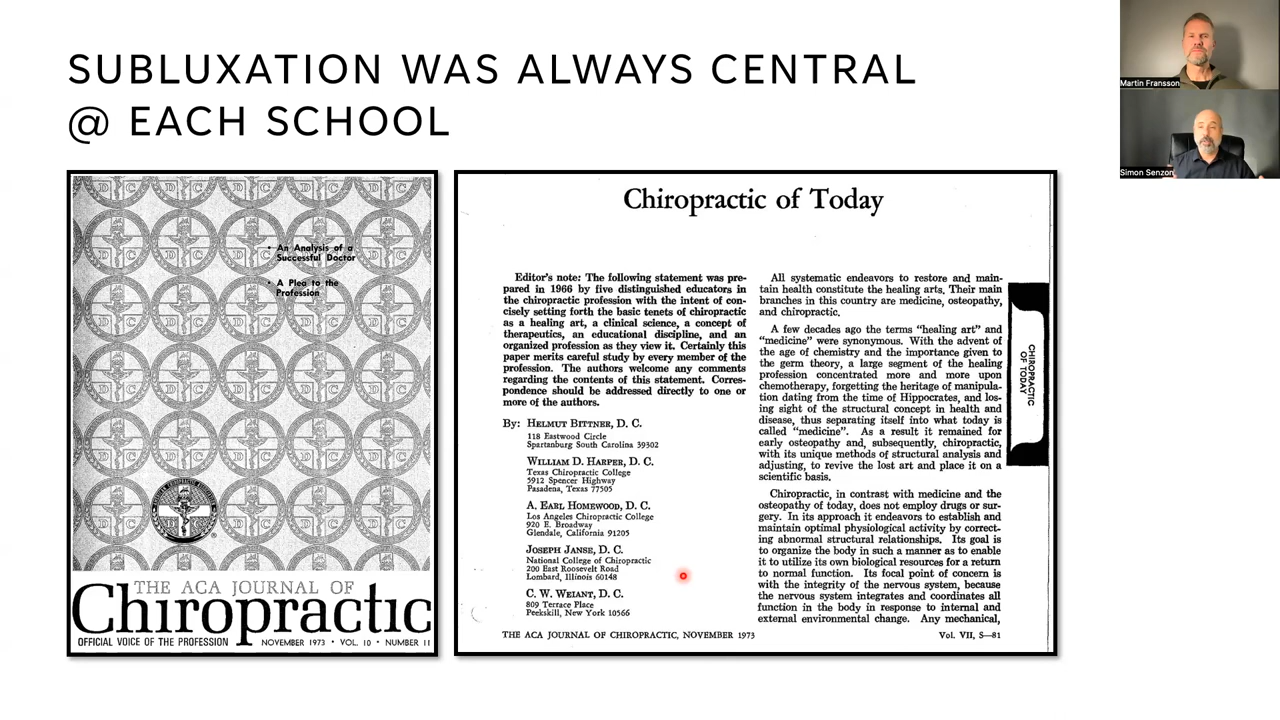 SUBLUXATION WAS ALWAYS CENTRAL
@ EACH SCHOOL
Martin Fransson
Simon Senzon
• An Analysis of a
Successful Doctor
• A Plea to the
Profession
THE ACA JOURNAL OF
Chiropractic
OFFICIAL VOICE OF THE PROFESSION NOVEMBER 1973 • VOL. 10 • NUMBER 11
Chiropractic of Today
Editor's note: The following statement was pre-
pared in 1966 by five distinguished educators in
the chiropractic profession with the intent of con-
cisely setting forth the basic tenets of chiropractic
as a healing art, a clinical science, a concept of
therapeutics, an educational discipline, and an
organized profession as they view it. Certainly this
paper merits careful study by every member of the
profession. The authors welcome any comments
regarding the contents of this statement. Corres-
pondence should be addressed directly to one or
more of the authors.
By: HELMUT BITTNER, D. C.
118 Eastwood Circle
Spartanburg South Carolina 39302
WILLIAM D. HARPER, D. C.
Texas Chiropractic College
5912 Spencer Highway
Pasadena, Texas 77505
A. EARL HOMEWOOD, D. C.
Los Angeles Chiropractic College
920 E. Broadway
Glendale, California 91205
JOSEPH JANSE, D. C.
National College of Chiropractic
200 East Roosevelt Road
Lombard, Illinois 60148
C. W. WEIANT, D. C.
809 Terrace Place
Peekskill, New York 10566
All systematic endeavors to restore and main-
tain health constitute the healing arts. Their main
branches in this country are medicine, osteopathy,
and chiropractic.
A few decades ago the terms "healing art" and
"medicine" were synonymous. With the advent of
the age of chemistry and the importance given to
the germ theory, a large segment of the healing
profession concentrated more and more upon
chemotherapy, forgetting the heritage of manipula-
tion dating from the time of Hippocrates, and los-
ing sight of the structural concept in health and
disease, thus separating itself into what today is
called "medicine". As a result it remained for
early osteopathy and, subsequently, chiropractic,
with its unique methods of structural analysis and
adjusting, to revive the lost art and place it on a
scientific basis.
Chiropractic, in contrast with medicine and the
osteopathy of today, does not employ drugs or sur-
gery. In its approach it endeavors to establish and
maintain optimal physiological activity by correct-
ing abnormal structural relationships. Its goal is
to organize the body in such a manner as to enable
it to utilize its own biological resources for a return
to normal function. Its focal point of concern is
with the integrity of the nervous system, because
the nervous system integrates and coordinates all
function in the body in response to internal and
external environmental change. Any mechanical,
CHIROPRACTIC
OF TODAY
THE ACA JOURNAL OF CHIROPRACTIC, NOVEMBER 1973
Vol. VII, S—81